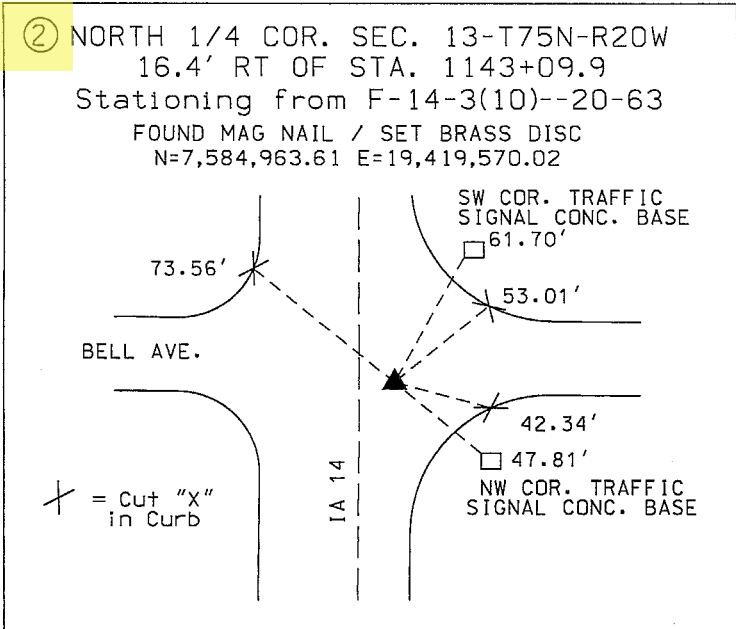 ② NORTH 1/4 COR. SEC. 13-T75N-R20W
16.4' RT OF STA. 1143+09.9
Stationing from F-14-3(10)--20-63
FOUND MAG NAIL / SET BRASS DISC
N=7,584,963.61 E=19,419,570.02
SW COR. TRAFFIC
SIGNAL CONC. BASE
61.70'
73.56'
53.01'
BELL AVE.
42.34'
47.81'
NW COR. TRAFFIC
SIGNAL CONC. BASE
IA 14
= Cut "X"
in Curb